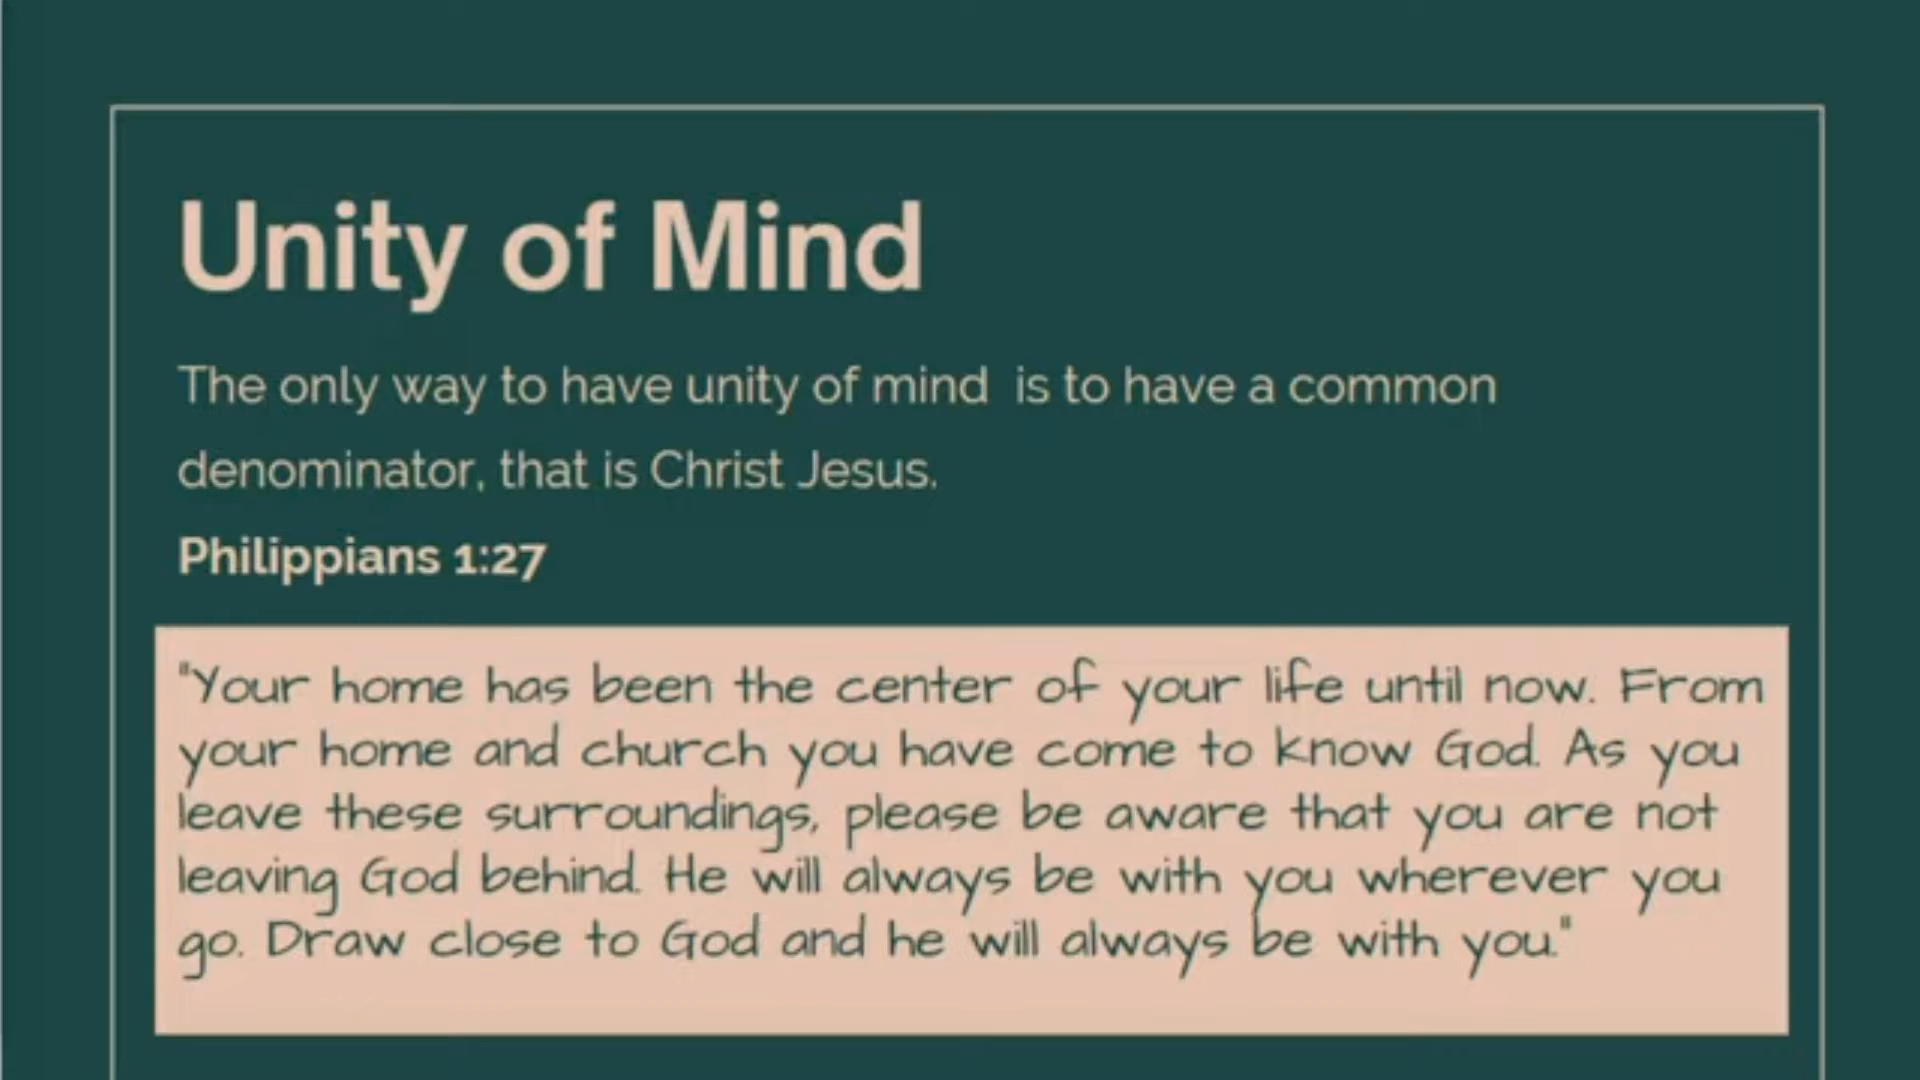 Unity of Mind
The only way to have unity of mind is to have a common
denominator, that is Christ Jesus.
Philippians 1:27
"Your home has been the center of your life until now. From
your home and church you have come to know God. As you
leave these surroundings, please be aware that you are not
leaving God behind. He will always be with you wherever you
go. Draw close to God and he will always be with you."